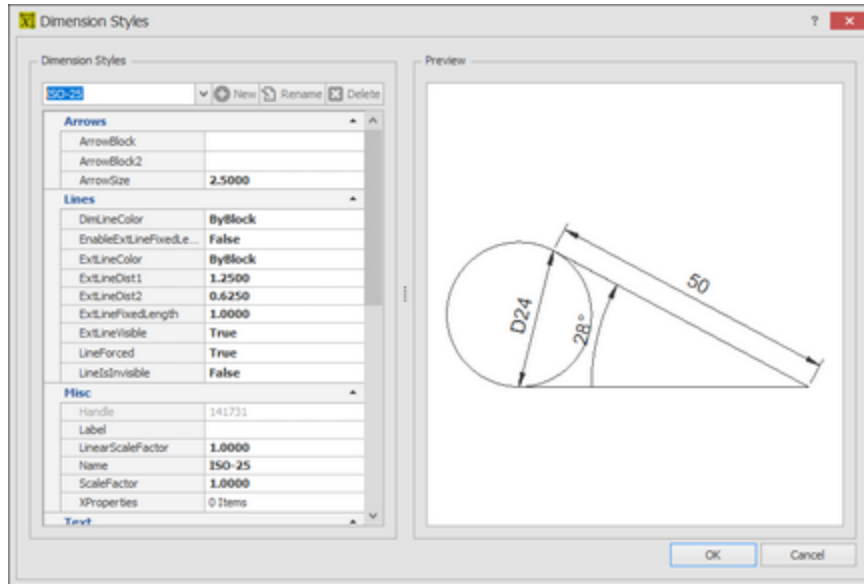 Dimension Styles
?
Dimension Styles
ISO-25
New Rename Delete
Arrows
ArrowBlock
ArrowBlock2
ArrowSize 2.5000
Lines
DimLineColor ByBlock
EnableExtLineFixedLe... False
ExtLineColor ByBlock
ExtLineDist1 1.2500
ExtLineDist2 0.6250
ExtLineFixedLength 1.0000
ExtLineVisible True
LineForced True
LineIsInvisible False
Misc
Handle 141731
Label
LinearScaleFactor 1.0000
Name ISO-25
ScaleFactor 1.0000
XProperties 0 Items
Text
Preview
50
D24
28°
OK
Cancel